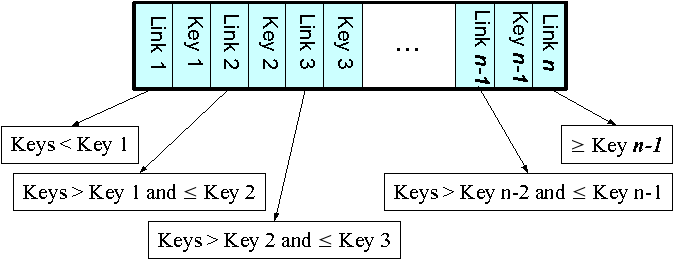 Link 1
Key 1
Link 2
Key 2
Link 3
Key 3
...
Link n-1
Key n-1
Link n
Keys < Key 1
≥ Key n-1
Keys > Key 1 and ≤ Key 2
Keys > Key n-2 and ≤ Key n-1
Keys > Key 2 and ≤ Key 3